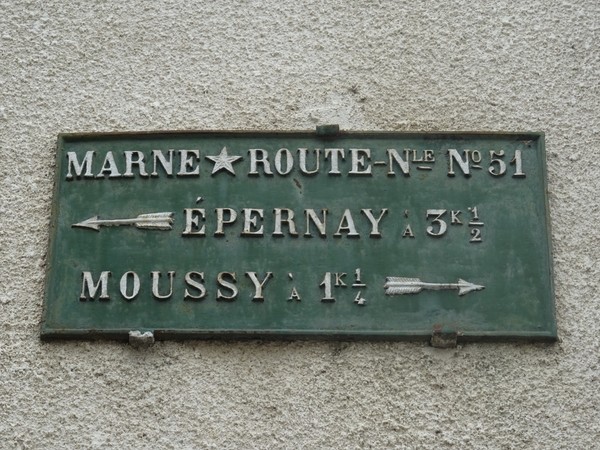 MARNE ★ ROUTE-NLE NO 51
ÉPERNAY À 3K 1/2
MOUSSY À 1K 1/4